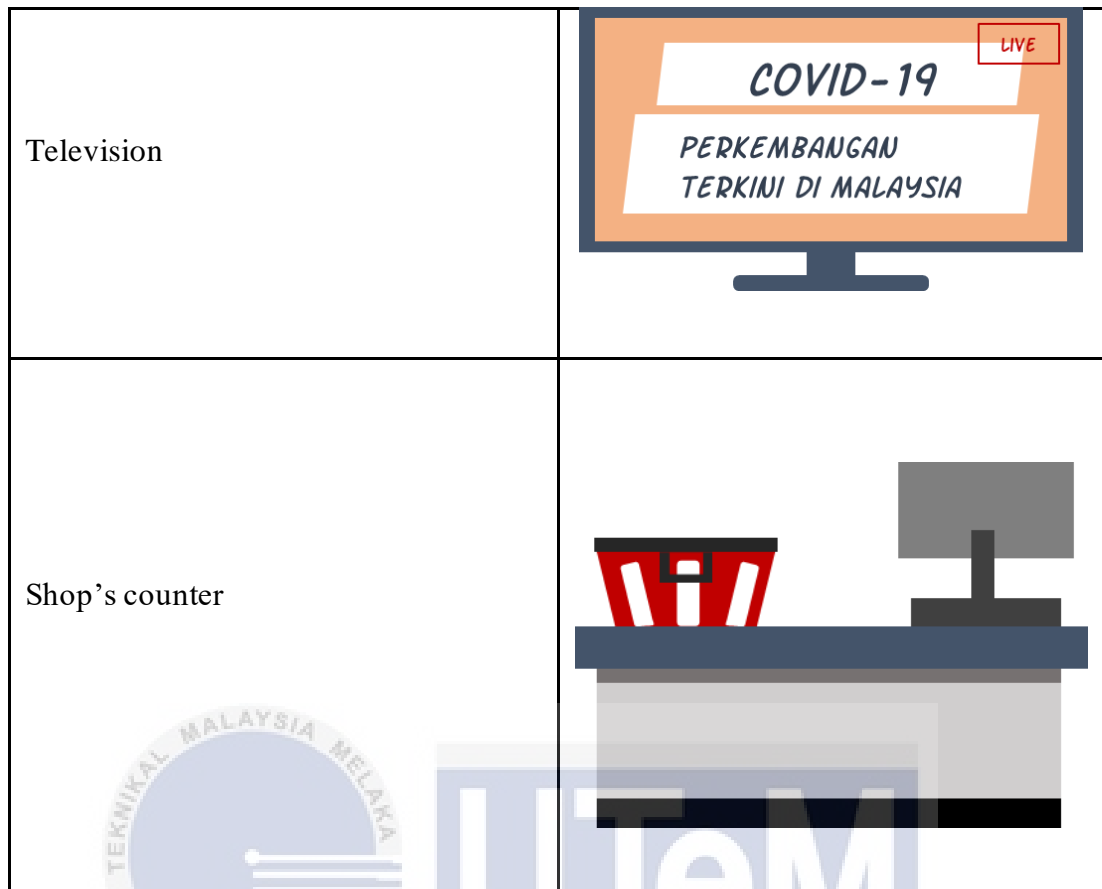 Television
LIVE
COVID-19
PERKEMBANGAN
TERKINI DI MALAYSIA
Shop's counter
TEKNIKAL MALAYSIA MELAKA
UTeM